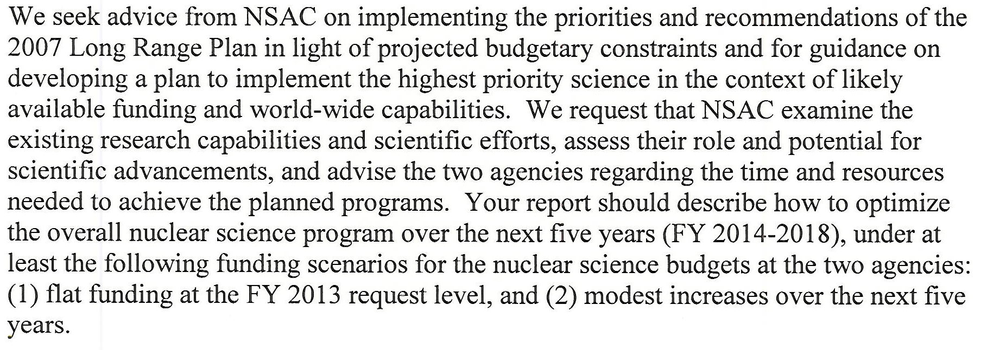 We seek advice from NSAC on implementing the priorities and recommendations of the
2007 Long Range Plan in light of projected budgetary constraints and for guidance on
developing a plan to implement the highest priority science in the context of likely
available funding and world-wide capabilities.  We request that NSAC examine the
existing research capabilities and scientific efforts, assess their role and potential for
scientific advancements, and advise the two agencies regarding the time and resources
needed to achieve the planned programs.  Your report should describe how to optimize
the overall nuclear science program over the next five years (FY 2014-2018), under at
least the following funding scenarios for the nuclear science budgets at the two agencies:
(1) flat funding at the FY 2013 request level, and (2) modest increases over the next five
years.